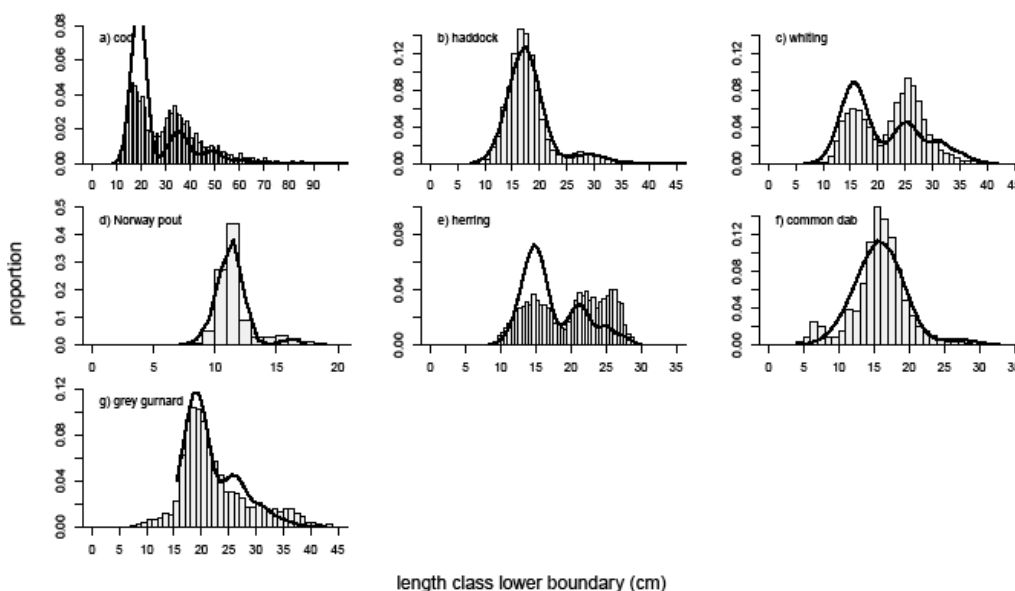 a) cod
b) haddock
c) whiting
0.00 0.02 0.04 0.06 0.08
0.00 0.04 0.08 0.12
0.00 0.04 0.08 0.12
0 10 20 30 40 50 60 70 80 90
0 5 10 15 20 25 30 35 40 45
0 5 10 15 20 25 30 35 40 45
d) Norway pout
e) herring
f) common dab
0.0 0.1 0.2 0.3 0.4 0.5
0.00 0.04 0.08
0.00 0.04 0.08 0.12
0 5 10 15 20
0 5 10 15 20 25 30 35
0 5 10 15 20 25 30 35
proportion
g) grey gurnard
0.00 0.04 0.08 0.12
0 5 10 15 20 25 30 35 40 45
length class lower boundary (cm)